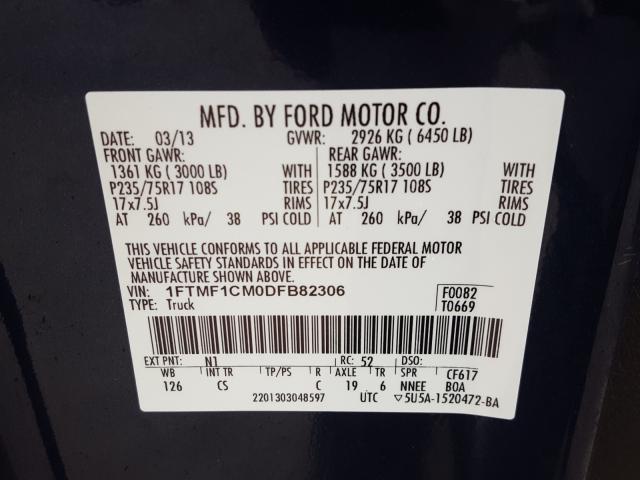 MFD. BY FORD MOTOR CO.
DATE: 03/13 GVWR: 2926 KG ( 6450 LB)
FRONT GAWR: REAR GAWR:
1361 KG ( 3000 LB) WITH 1588 KG ( 3500 LB) WITH
P235/75R17 108S TIRES P235/75R17 108S TIRES
17x7.5J RIMS 17x7.5J RIMS
AT 260 kPa/ 38 PSI COLD AT 260 kPa/ 38 PSI COLD
THIS VEHICLE CONFORMS TO ALL APPLICABLE FEDERAL MOTOR
VEHICLE SAFETY STANDARDS IN EFFECT ON THE DATE OF
MANUFACTURE SHOWN ABOVE.
VIN: 1FTMF1CM0DFB82306 F0082
TYPE: Truck T0669
EXT PNT: N1 RC: 52 DSO:
WB INT TR TP/PS R AXLE TR SPR CF617
126 CS C 19 6 NNEE BOA
2201303048597 UTC ▽5U5A-1520472-BA